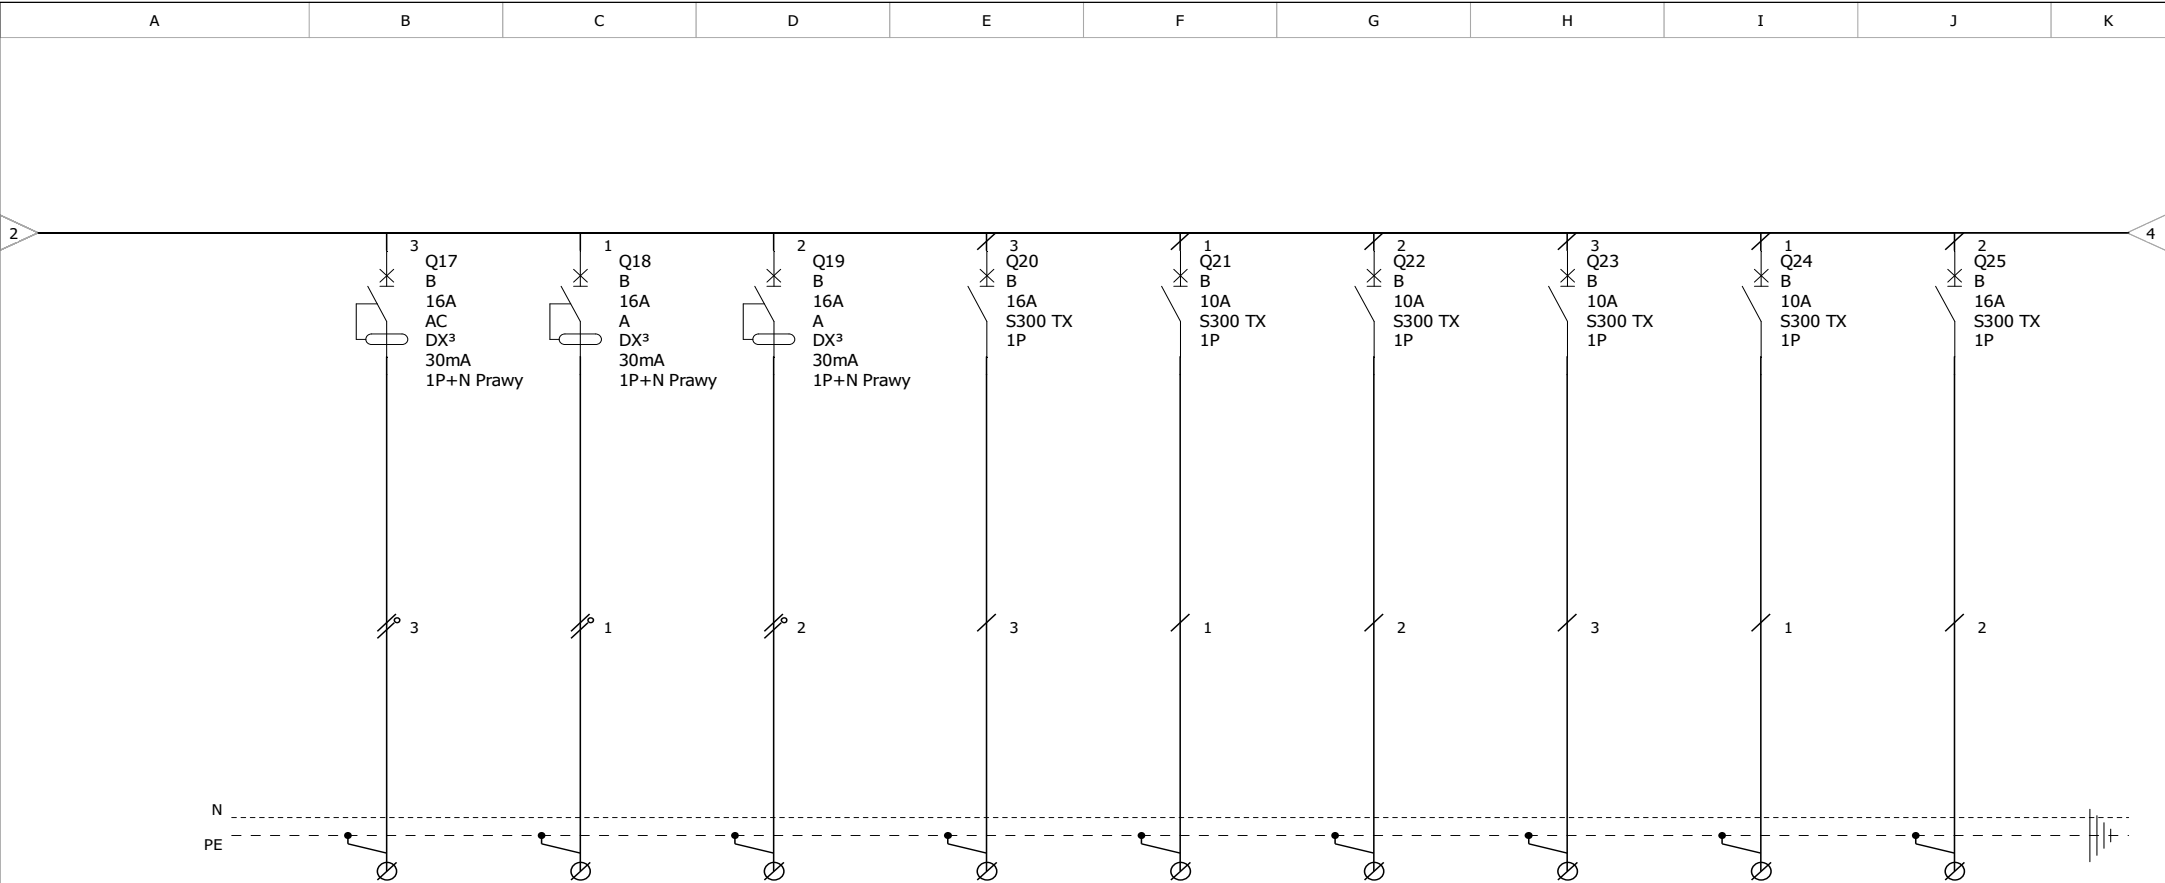 A B C D E F G H I J K
2 4
3 1 2 3 1 2 3 1 2
Q17 Q18 Q19 Q20 Q21 Q22 Q23 Q24 Q25
B B B B B B B B B
16A 16A 16A 16A 10A 10A 10A 10A 16A
AC A A S300 TX S300 TX S300 TX S300 TX S300 TX S300 TX
DX³ DX³ DX³ 1P 1P 1P 1P 1P 1P
30mA 30mA 30mA
1P+N Prawy 1P+N Prawy 1P+N Prawy
3 1 2 3 1 2 3 1 2
N
PE